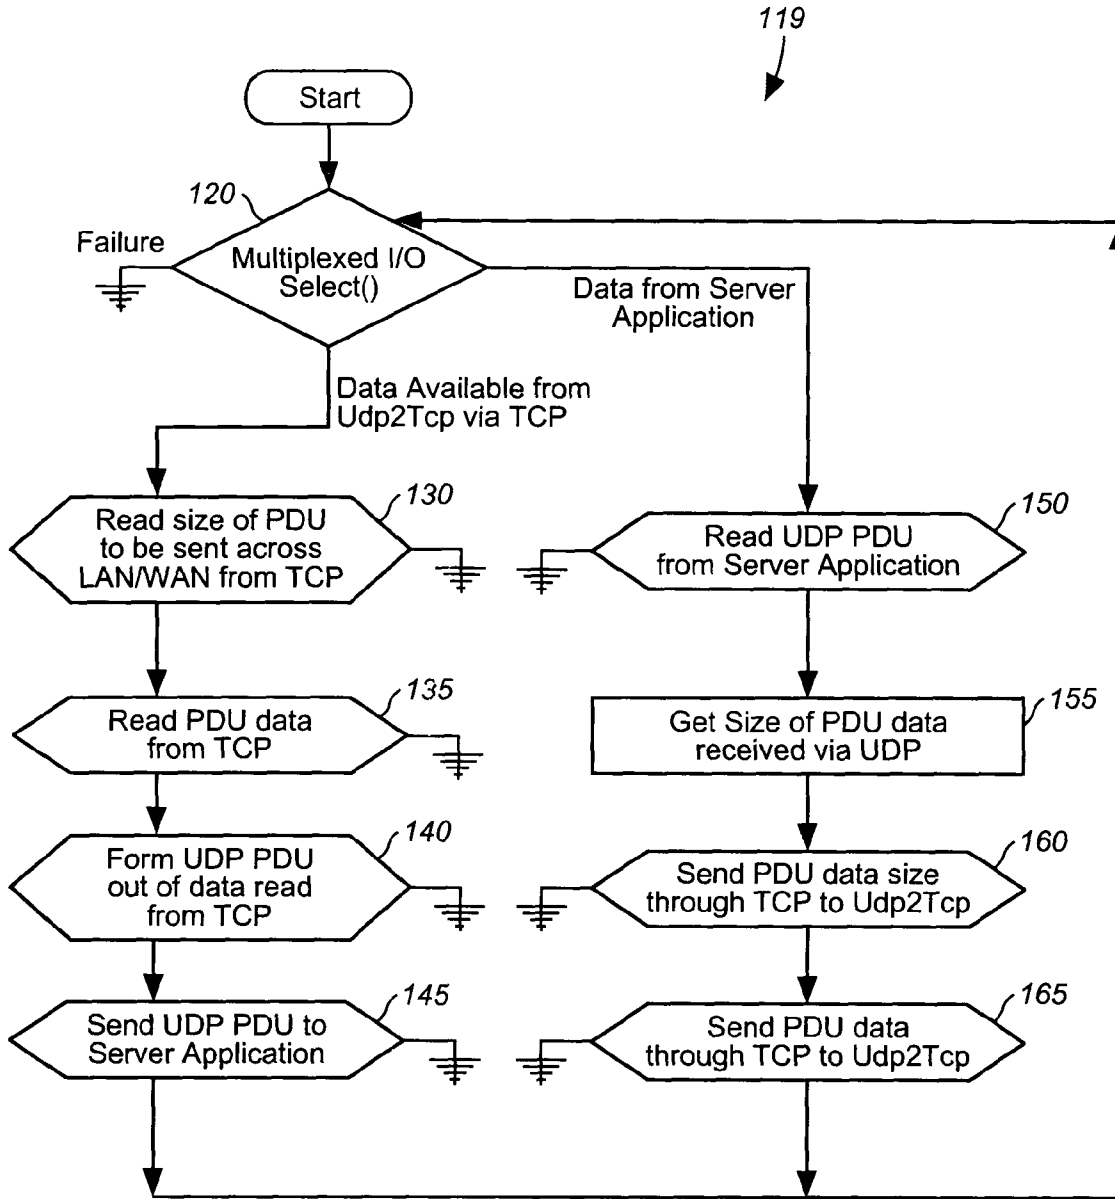 119
Start
120
Failure
Multiplexed I/O
Select()
Data from Server
Application
Data Available from
Udp2Tcp via TCP
130
Read size of PDU
to be sent across
LAN/WAN from TCP
150
Read UDP PDU
from Server Application
135
Read PDU data
from TCP
155
Get Size of PDU data
received via UDP
140
Form UDP PDU
out of data read
from TCP
160
Send PDU data size
through TCP to Udp2Tcp
145
Send UDP PDU to
Server Application
165
Send PDU data
through TCP to Udp2Tcp